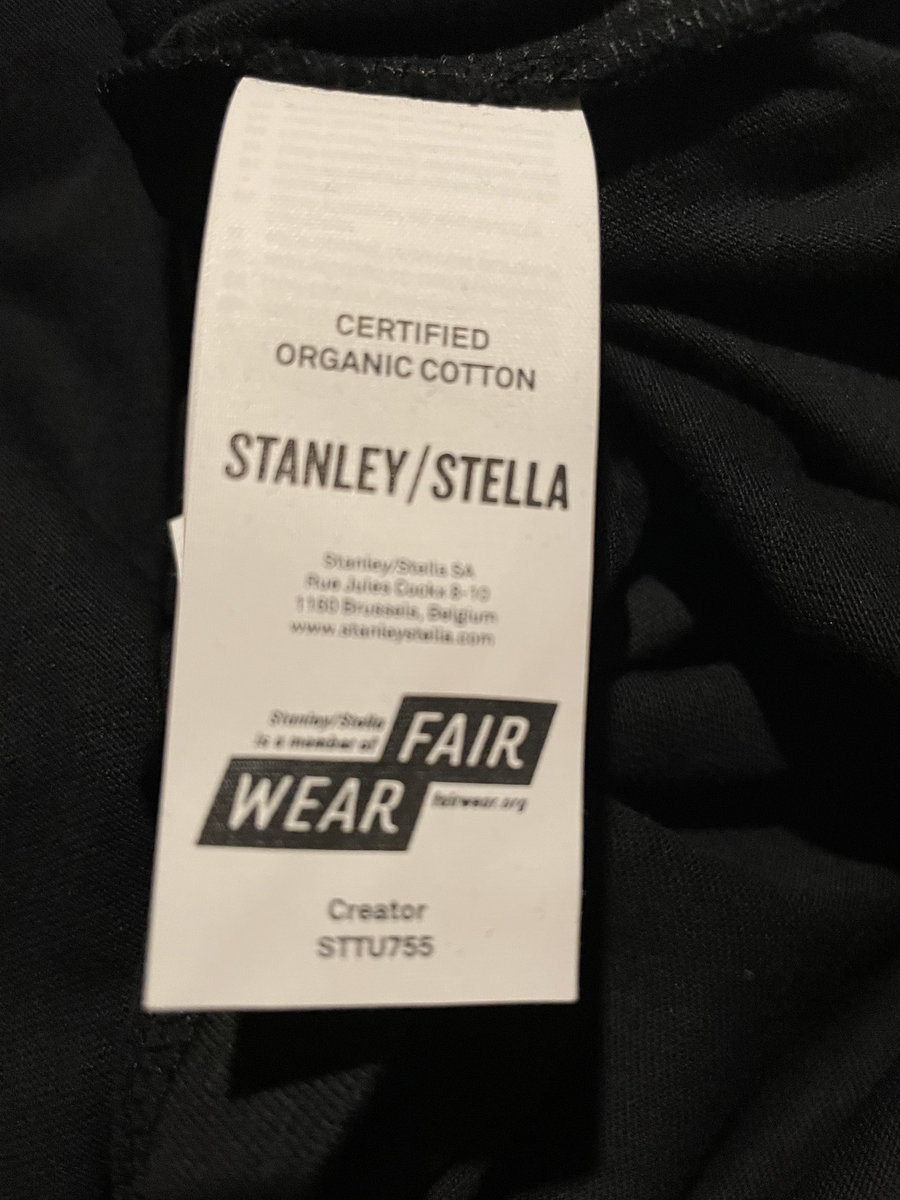 CERTIFIED
ORGANIC COTTON
STANLEY/STELLA
Stanley/Stella SA
Rue Jules Cockx 8-10
1160 Brussels, Belgium
www.stanleystella.com
Stanley/Stella
is a member of
FAIR
WEAR
fairwear.org
Creator
STTU755